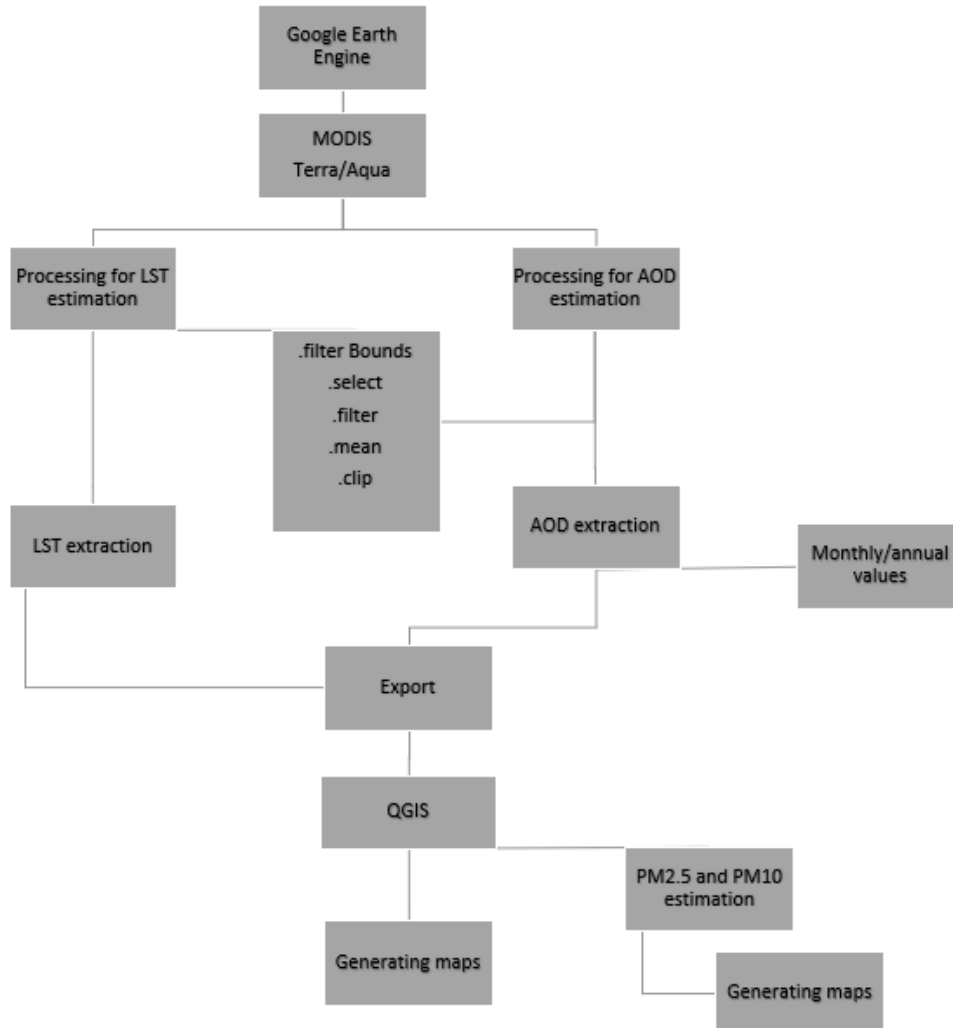 Google Earth
Engine
MODIS
Terra/Aqua
Processing for LST
estimation
Processing for AOD
estimation
.filter Bounds
.select
.filter
.mean
.clip
LST extraction
AOD extraction
Monthly/annual
values
Export
QGIS
PM2.5 and PM10
estimation
Generating maps
Generating maps